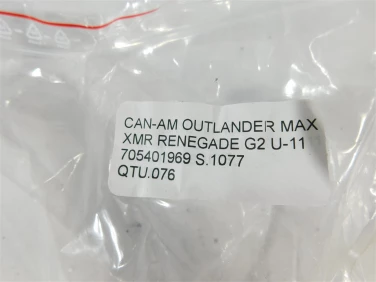 CAN-AM OUTLANDER MAX
XMR RENEGADE G2 U-11
705401969 S.1077
QTU.076